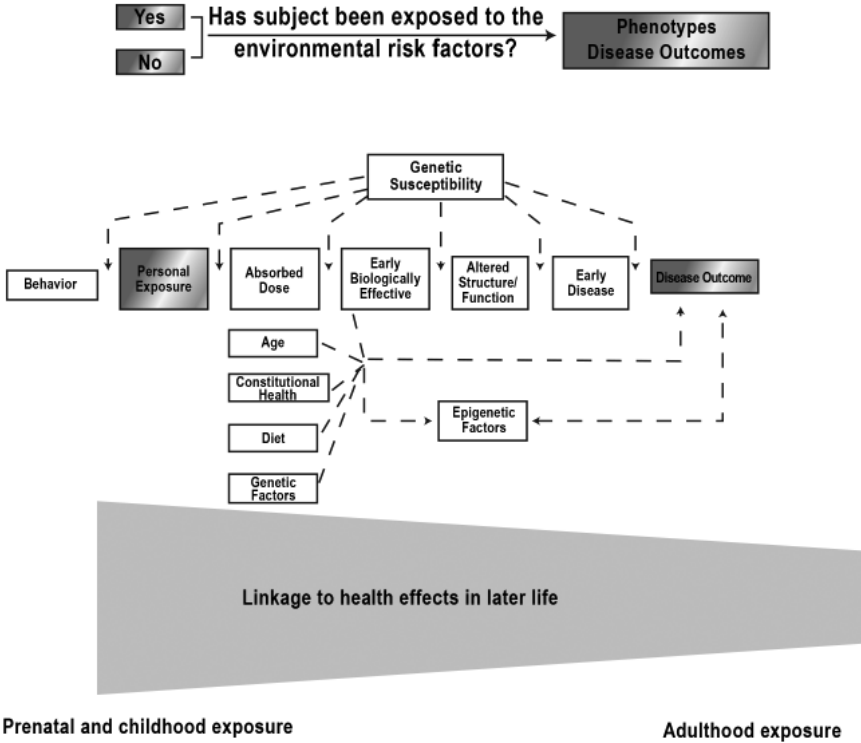 Yes
No
Has subject been exposed to the
environmental risk factors?
Phenotypes
Disease Outcomes
Genetic
Susceptibility
Behavior
Personal
Exposure
Absorbed
Dose
Early
Biologically
Effective
Altered
Structure/
Function
Early
Disease
Disease Outcome
Age
Constitutional
Health
Diet
Genetic
Factors
Epigenetic
Factors
Linkage to health effects in later life
Prenatal and childhood exposure
Adulthood exposure